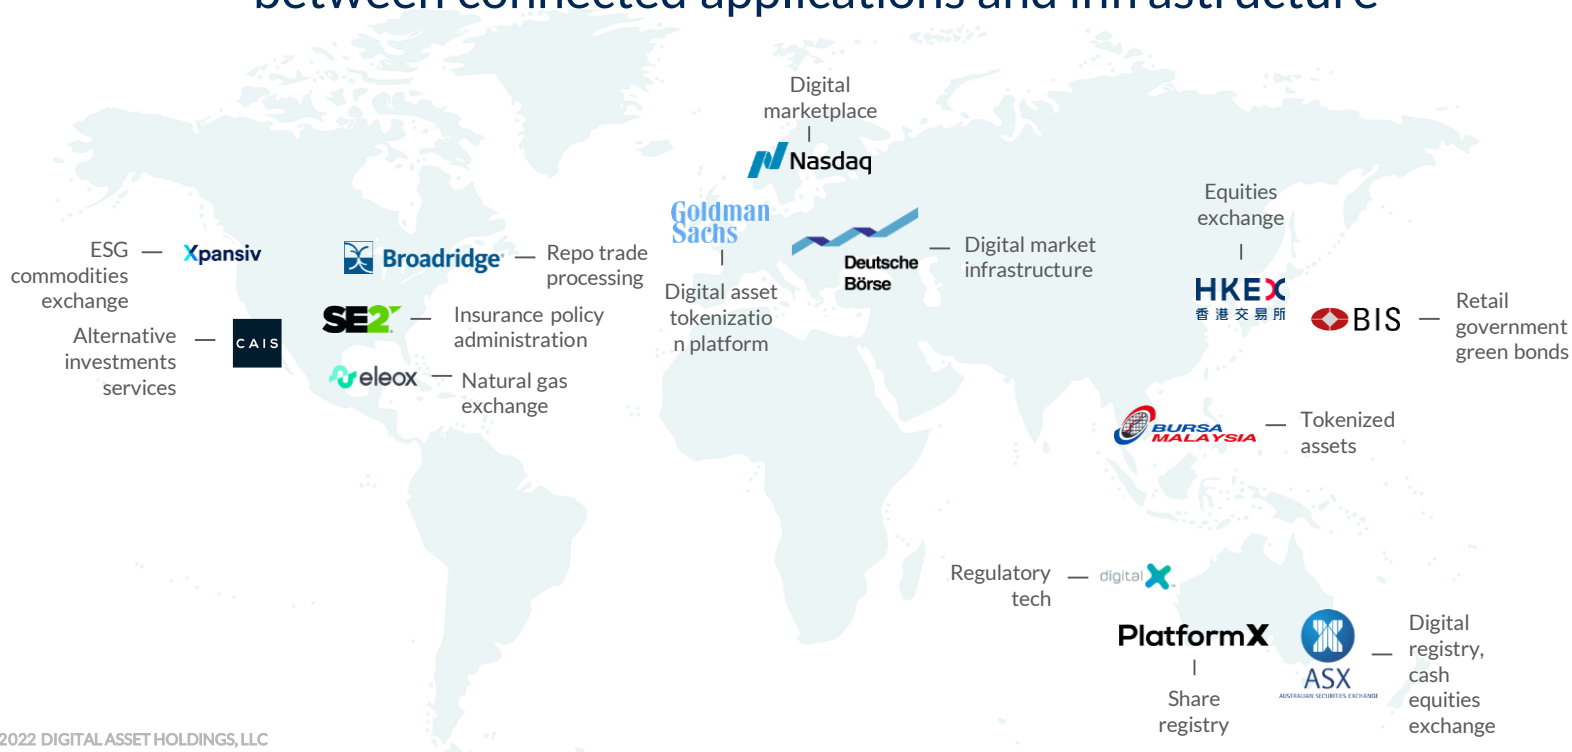 between connected applications and infrastructure
Digital
marketplace
Nasdaq
Goldman
Sachs
Digital asset
tokenizatio
n platform
Deutsche
Börse
Digital market
infrastructure
Equities
exchange
HKEX
香港交易所
BIS
Retail
government
green bonds
ESG
commodities
exchange
Xpansiv
Broadridge
Repo trade
processing
Alternative
investments
services
CAIS
SE2
Insurance policy
administration
eleox
Natural gas
exchange
BURSA
MALAYSIA
Tokenized
assets
Regulatory
tech
digitalX
PlatformX
Share
registry
ASX
AUSTRALIAN SECURITIES EXCHANGE
Digital
registry,
cash
equities
exchange
2022 DIGITAL ASSET HOLDINGS, LLC